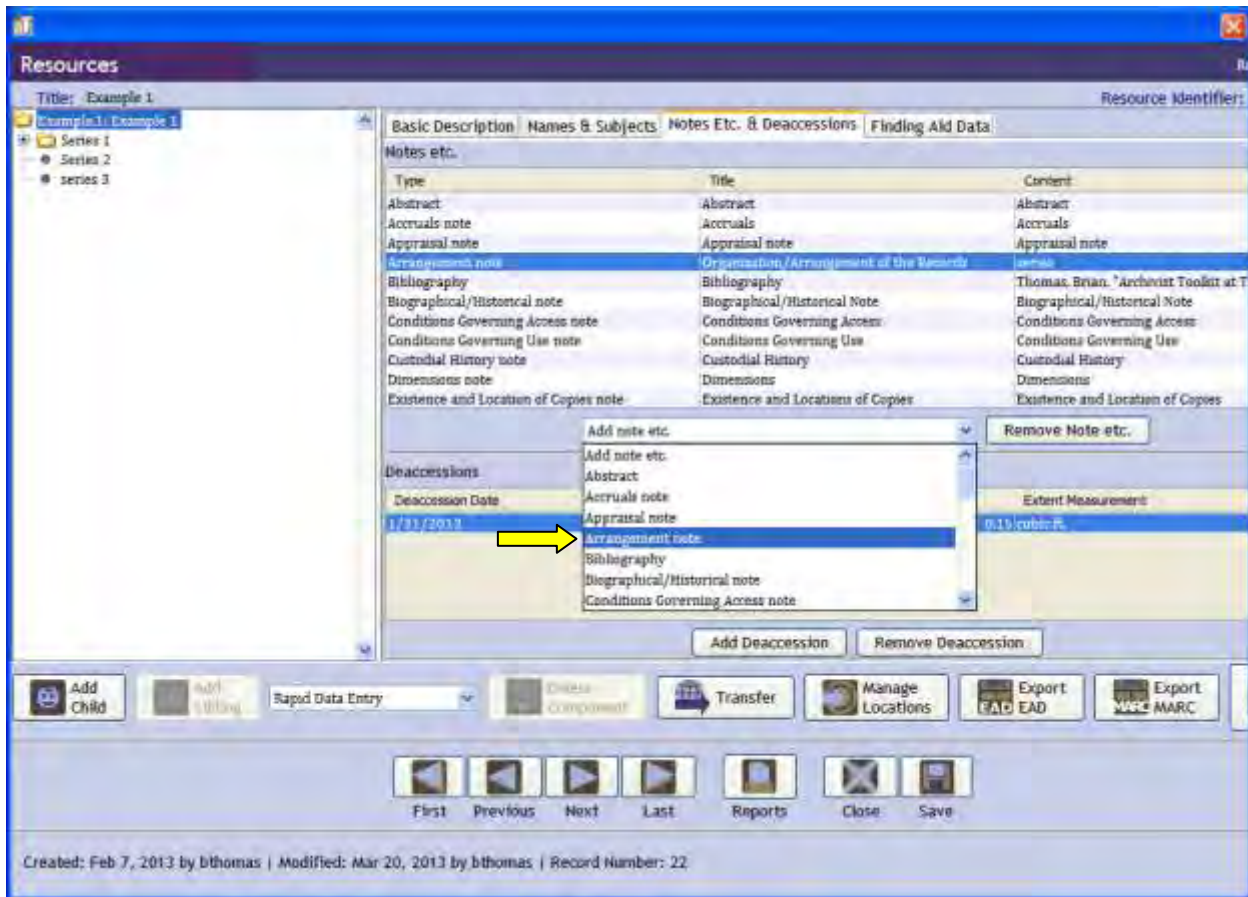 Resources
Title: Example 1
Resource Identifier:
Example 1: Example 1
Series 1
Series 2
series 3
Basic Description Names & Subjects Notes Etc. & Deaccessions Finding Aid Data
Notes etc.
Type Title Content
Abstract Abstract Abstract
Accruals note Accruals Accruals
Appraisal note Appraisal note Appraisal note
Arrangement note Organization/Arrangement of the Records series
Bibliography Bibliography Thomas, Brian. "Archivist Toolkit at T
Biographical/Historical note Biographical/Historical Note Biographical/Historical Note
Conditions Governing Access note Conditions Governing Access Conditions Governing Access
Conditions Governing Use note Conditions Governing Use Conditions Governing Use
Custodial History note Custodial History Custodial History
Dimensions note Dimensions Dimensions
Existence and Location of Copies note Existence and Locations of Copies Existence and Location of Copies
Add note etc. Remove Note etc.
Add note etc.
Abstract
Accruals note
Appraisal note
Arrangement note
Bibliography
Biographical/Historical note
Conditions Governing Access note
Deaccessions
Deaccession Date Extent Measurement
1/31/2013 0.15 cubic ft.
Add Deaccession Remove Deaccession
Add Child
Add Sibling
Rapid Data Entry
Delete Component
Transfer
Manage Locations
EAD Export EAD
MARC Export MARC
First Previous Next Last Reports Close Save
Created: Feb 7, 2013 by bthomas | Modified: Mar 20, 2013 by bthomas | Record Number: 22